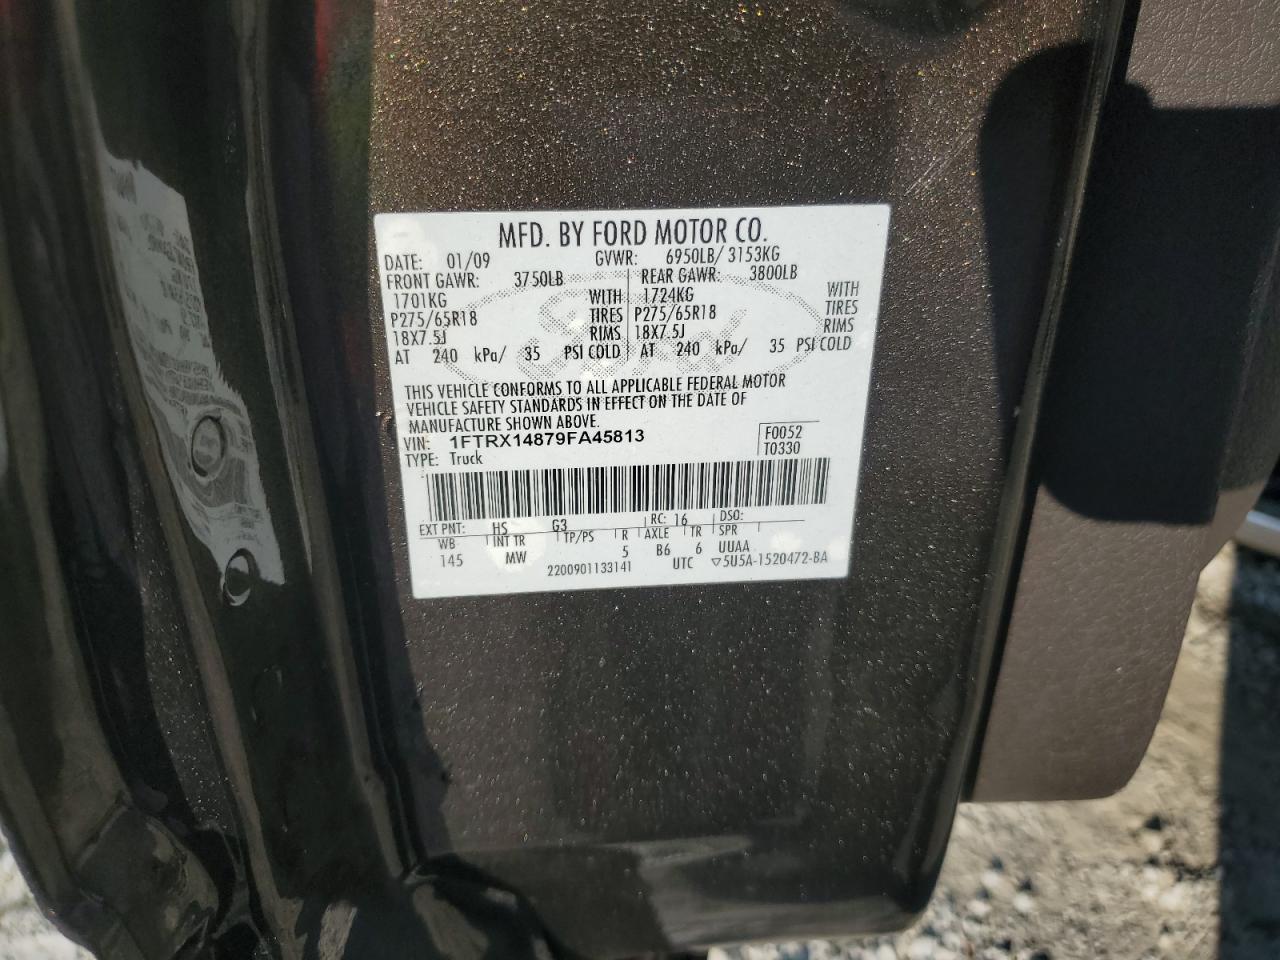 MFD. BY FORD MOTOR CO.
DATE: 01/09 GVWR: 6950LB/ 3153KG
FRONT GAWR: 3750LB REAR GAWR: 3800LB
1701KG WITH 1724KG WITH
P275/65R18 TIRES P275/65R18 TIRES
18X7.5J RIMS 18X7.5J RIMS
AT 240 kPa/ 35 PSI COLD AT 240 kPa/ 35 PSI COLD
THIS VEHICLE CONFORMS TO ALL APPLICABLE FEDERAL MOTOR
VEHICLE SAFETY STANDARDS IN EFFECT ON THE DATE OF
MANUFACTURE SHOWN ABOVE.
VIN: 1FTRX14879FA45813 F0052
TYPE: Truck T0330
EXT PNT: HS G3 RC: 16 DSO:
WB INT TR TP/PS R AXLE TR SPR
145 MW 5 B6 6 UUAA
2200901133141 UTC ▽5U5A-1520472-BA
Ford